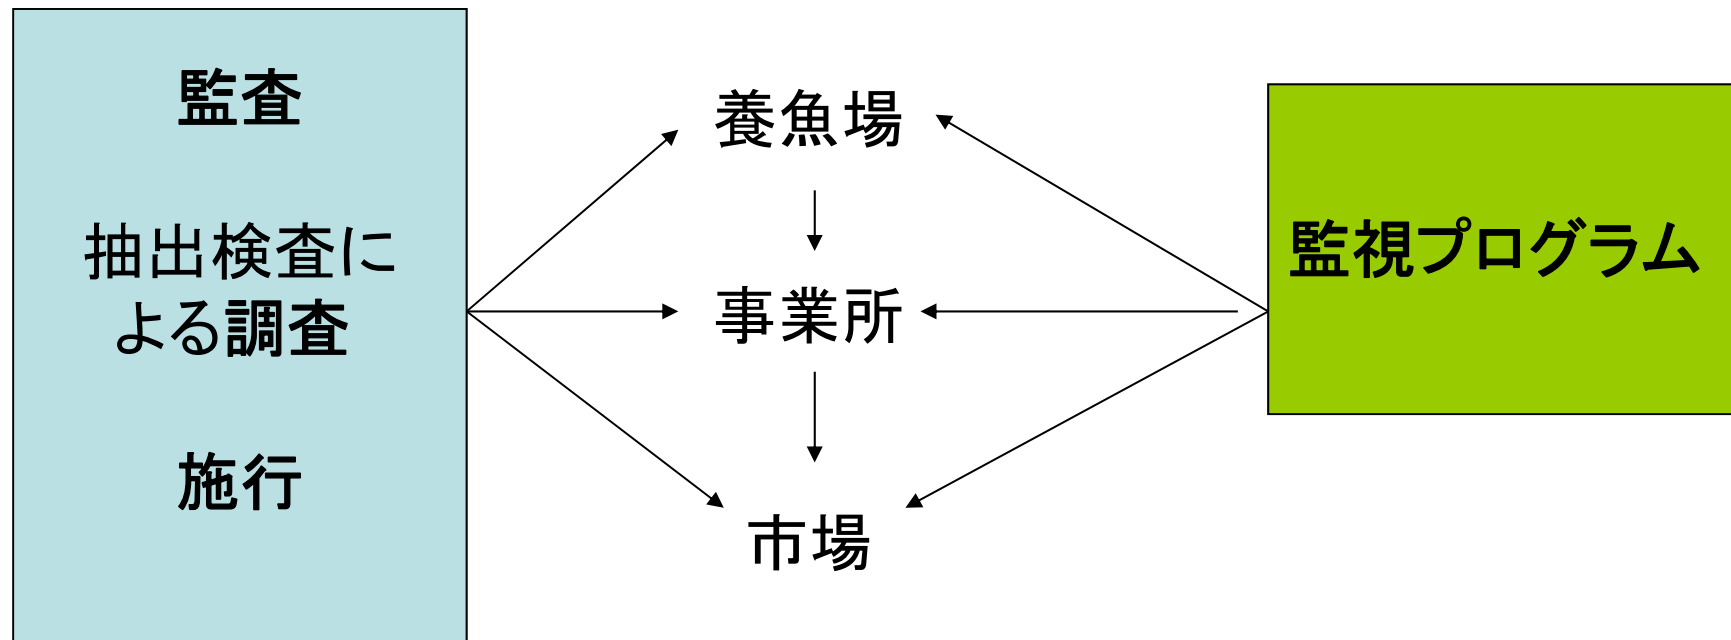 監査
抽出検査に
よる調査
施行
養魚場
事業所
市場
監視プログラム